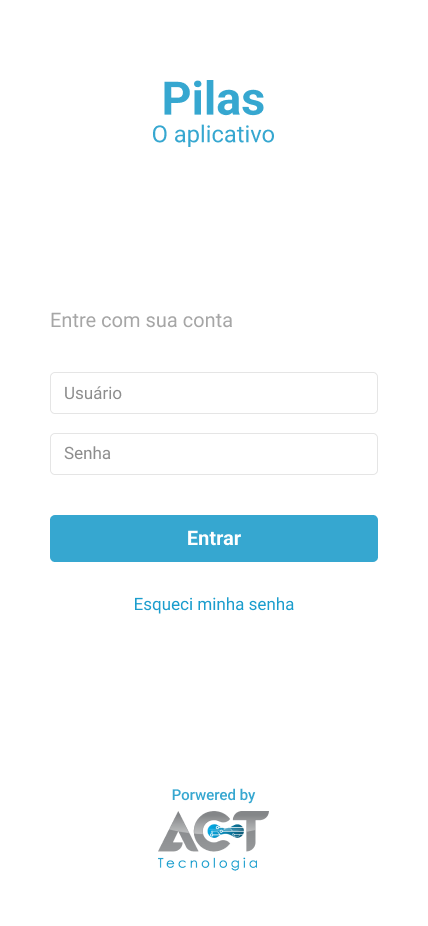 Pilas
O aplicativo
Entre com sua conta
Usuário
Senha
Entrar
Esqueci minha senha
Porwered by
ACT
Tecnologia